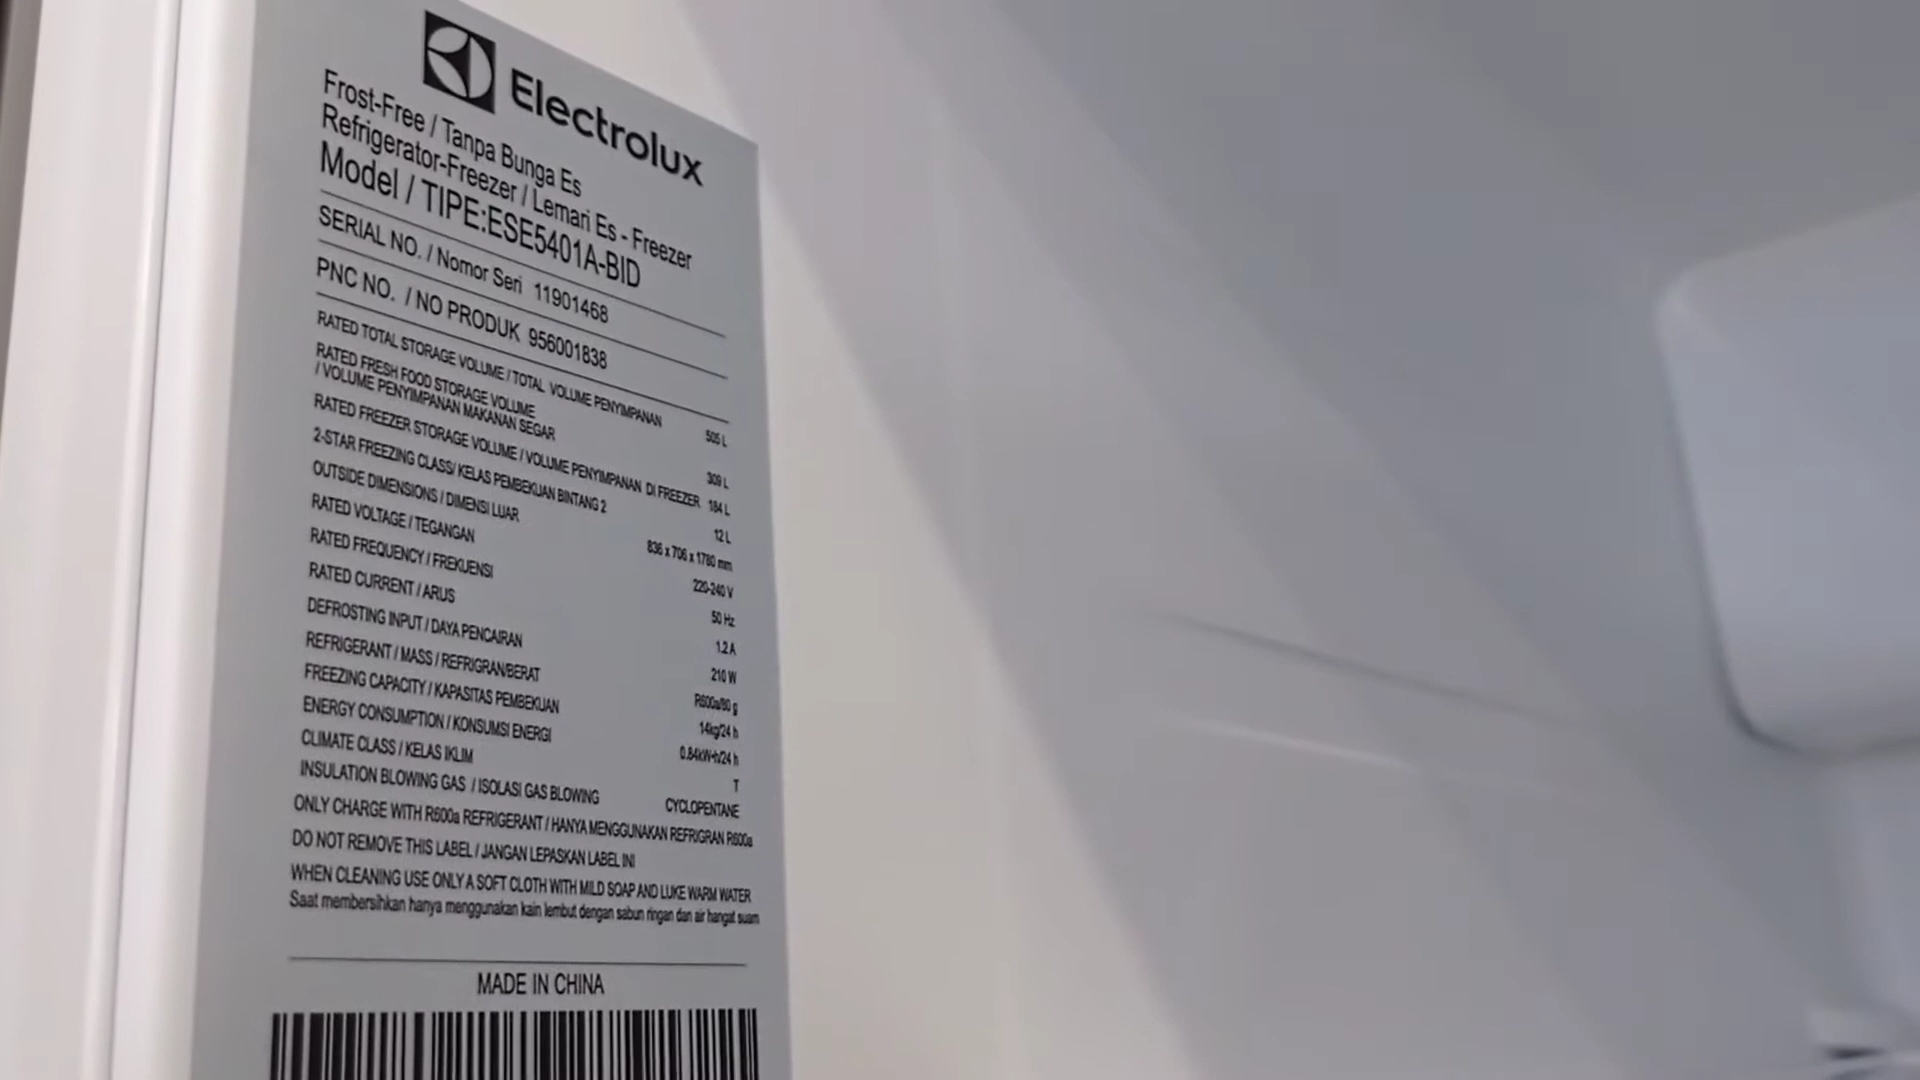 Electrolux
Frost-Free / Tanpa Bunga Es
Refrigerator-Freezer / Lemari Es - Freezer
Model / TIPE:ESE5401A-BID
SERIAL NO. / Nomor Seri 11901468
PNC NO. / NO PRODUK 956001838
RATED TOTAL STORAGE VOLUME / TOTAL VOLUME PENYIMPANAN 505 L
RATED FRESH FOOD STORAGE VOLUME
/ VOLUME PENYIMPANAN MAKANAN SEGAR 309 L
RATED FREEZER STORAGE VOLUME / VOLUME PENYIMPANAN DI FREEZER 184 L
2-STAR FREEZING CLASS/ KELAS PEMBEKUAN BINTANG 2 12 L
OUTSIDE DIMENSIONS / DIMENSI LUAR 836 x 706 x 1780 mm
RATED VOLTAGE / TEGANGAN 220-240 V
RATED FREQUENCY / FREKUENSI 50 Hz
RATED CURRENT / ARUS 1.2 A
DEFROSTING INPUT / DAYA PENCAIRAN 210 W
REFRIGERANT / MASS / REFRIGRAN/BERAT R600a/80 g
FREEZING CAPACITY / KAPASITAS PEMBEKUAN 14kg/24 h
ENERGY CONSUMPTION / KONSUMSI ENERGI 0.84kW•h/24 h
CLIMATE CLASS / KELAS IKLIM T
INSULATION BLOWING GAS / ISOLASI GAS BLOWING CYCLOPENTANE
ONLY CHARGE WITH R600a REFRIGERANT / HANYA MENGGUNAKAN REFRIGRAN R600a
DO NOT REMOVE THIS LABEL / JANGAN LEPASKAN LABEL INI
WHEN CLEANING USE ONLY A SOFT CLOTH WITH MILD SOAP AND LUKE WARM WATER
Saat membersihkan hanya menggunakan kain lembut dengan sabun ringan dan air hangat suam
MADE IN CHINA